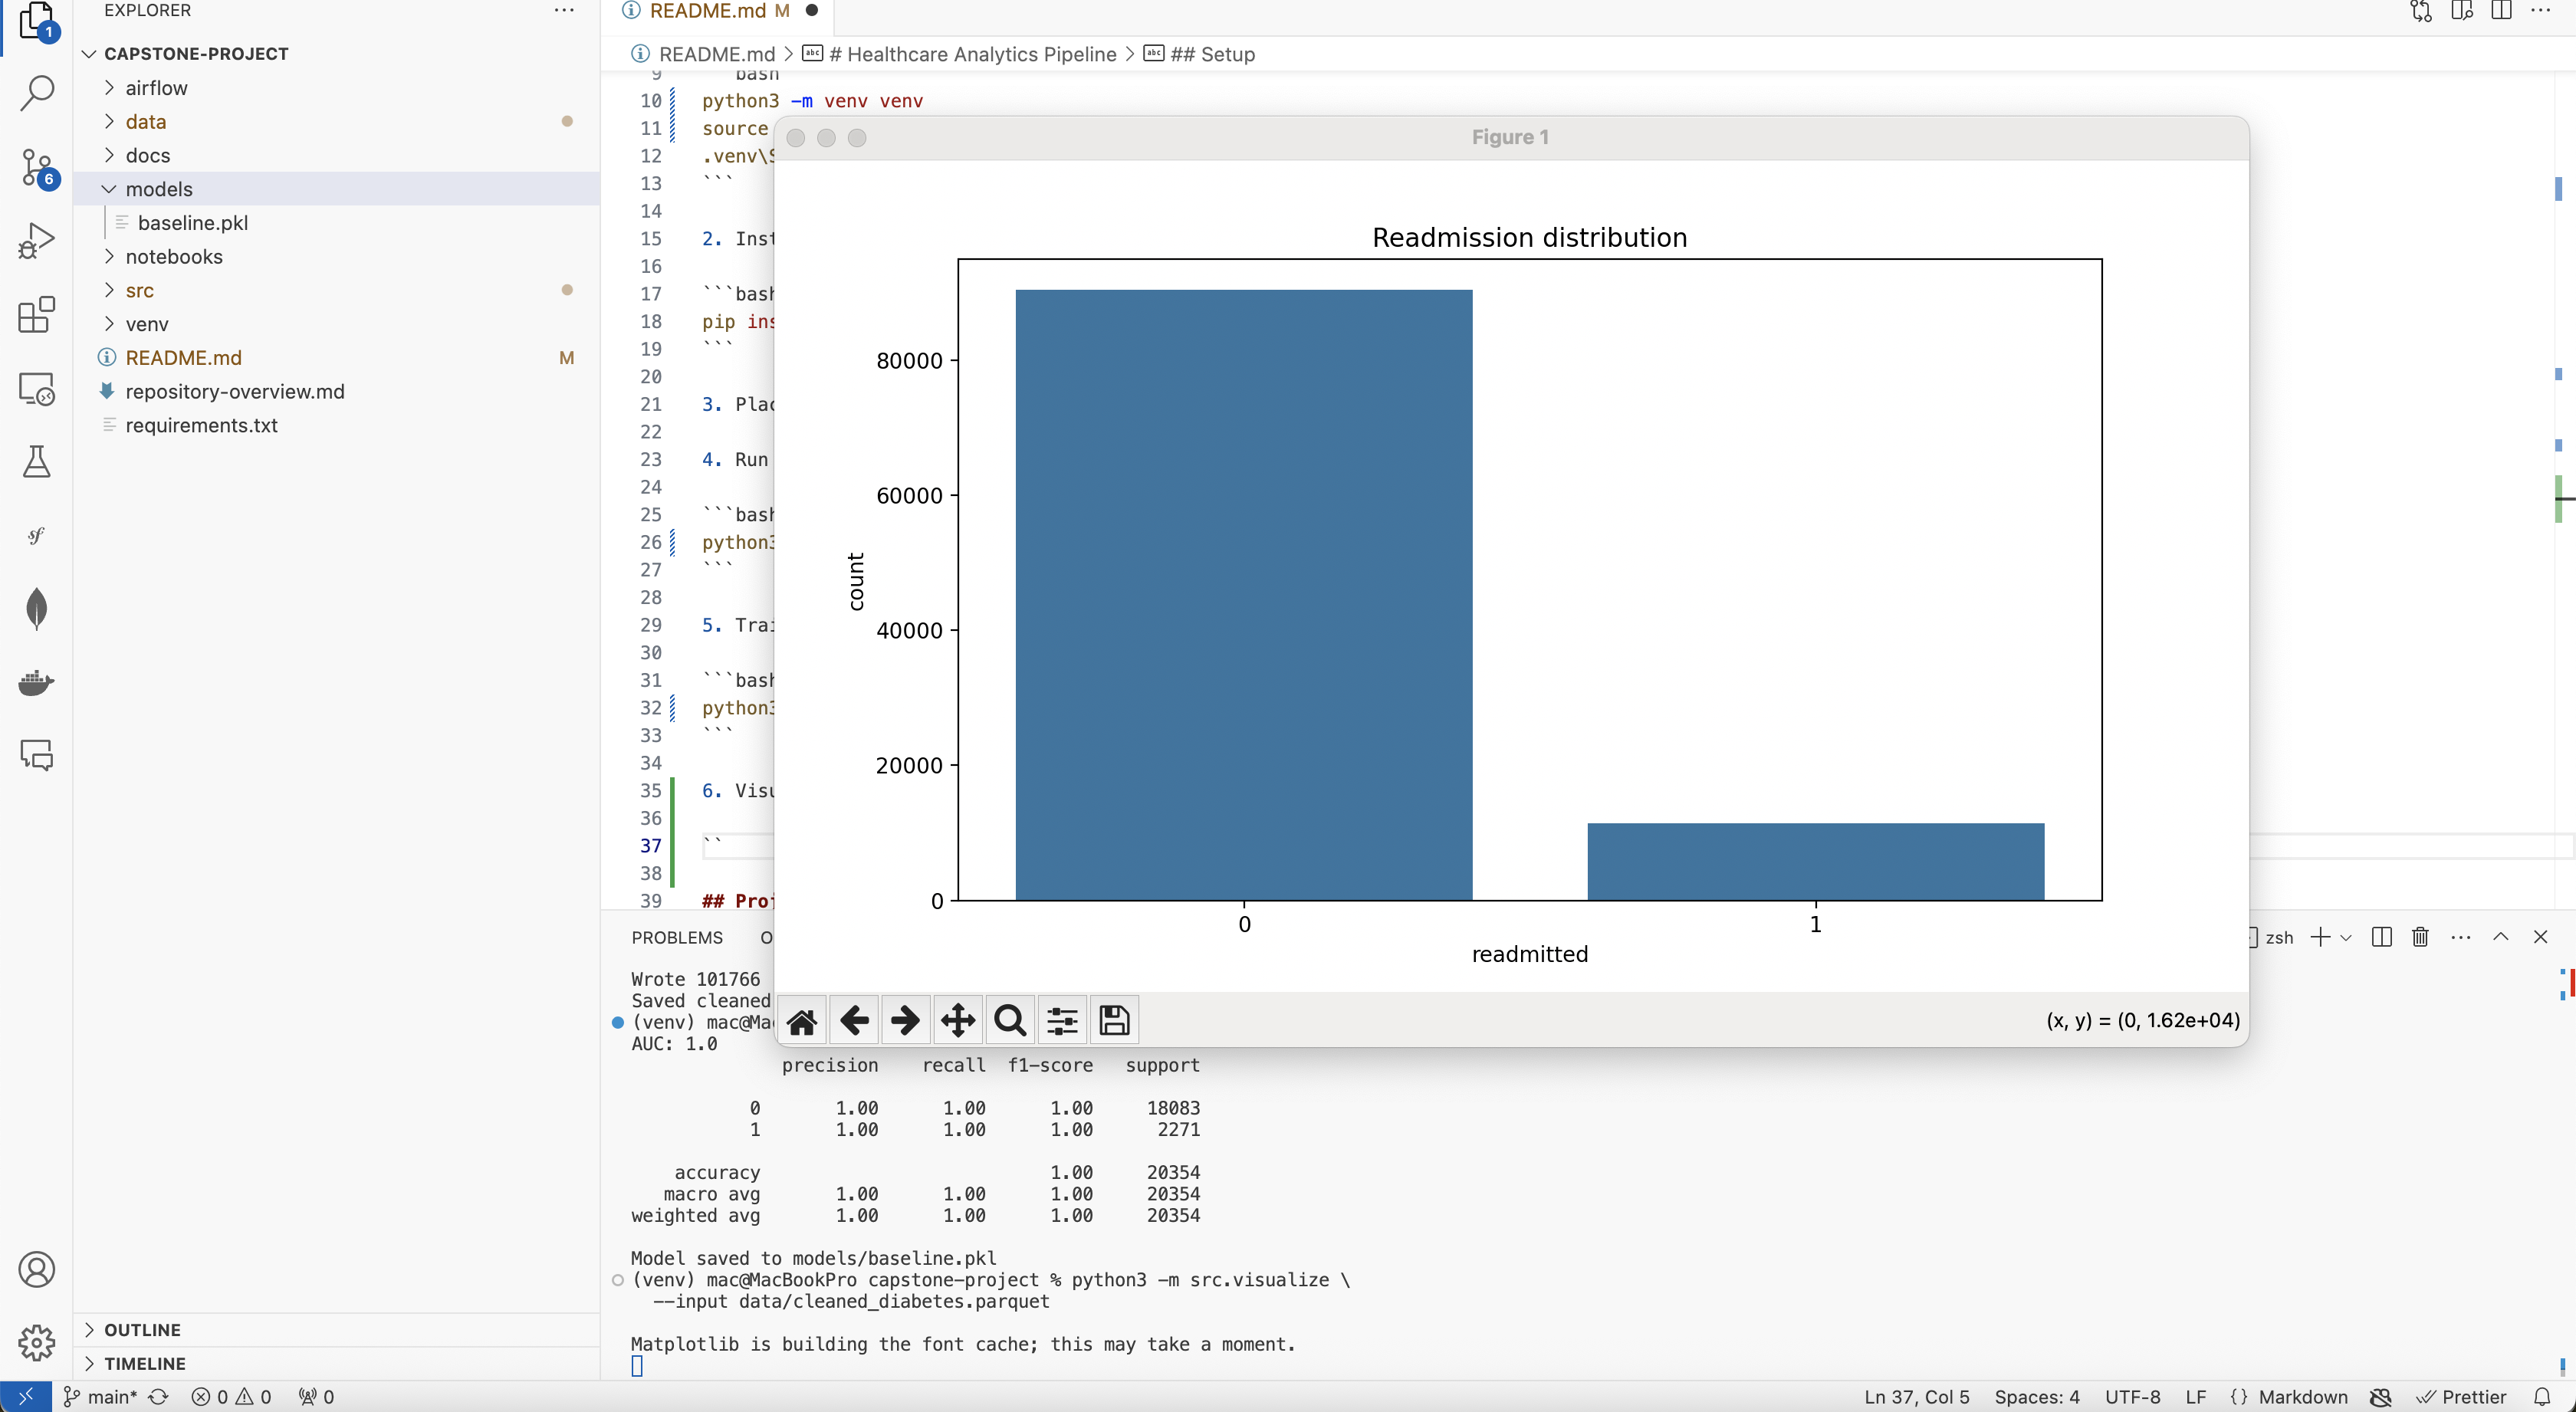 EXPLORER
1
CAPSTONE-PROJECT
airflow
data
docs
models
baseline.pkl
notebooks
src
venv
README.md M
repository-overview.md
requirements.txt
6
OUTLINE
TIMELINE
README.md M
README.md > # Healthcare Analytics Pipeline > ## Setup
9 bash
10 python3 -m venv venv
11 source
12 .venv\S
13 ```
14
15 2. Inst
16
17 ```bash
18 pip ins
19 ```
20
21 3. Plac
22
23 4. Run
24
25 ```bash
26 python3
27 ```
28
29 5. Trai
30
31 ```bash
32 python3
33 ```
34
35 6. Visu
36
37 ``
38
39 ## Proj
Figure 1
Readmission distribution
80000
60000
40000
20000
0
count
0 1
readmitted
(x, y) = (0, 1.62e+04)
PROBLEMS O
zsh
Wrote 101766
Saved cleaned
(venv) mac@Mac
AUC: 1.0
precision recall f1-score support
0 1.00 1.00 1.00 18083
1 1.00 1.00 1.00 2271
accuracy 1.00 20354
macro avg 1.00 1.00 1.00 20354
weighted avg 1.00 1.00 1.00 20354
Model saved to models/baseline.pkl
(venv) mac@MacBookPro capstone-project % python3 -m src.visualize \
--input data/cleaned_diabetes.parquet
Matplotlib is building the font cache; this may take a moment.
main* 0 0 0 Ln 37, Col 5 Spaces: 4 UTF-8 LF {} Markdown Prettier